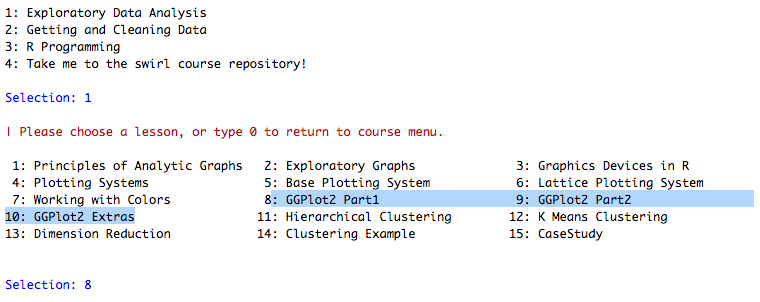 1: Exploratory Data Analysis
2: Getting and Cleaning Data
3: R Programming
4: Take me to the swirl course repository!
Selection: 1
| Please choose a lesson, or type 0 to return to course menu.
1: Principles of Analytic Graphs 2: Exploratory Graphs 3: Graphics Devices in R
4: Plotting Systems 5: Base Plotting System 6: Lattice Plotting System
7: Working with Colors 8: GGPlot2 Part1 9: GGPlot2 Part2
10: GGPlot2 Extras 11: Hierarchical Clustering 12: K Means Clustering
13: Dimension Reduction 14: Clustering Example 15: CaseStudy
Selection: 8